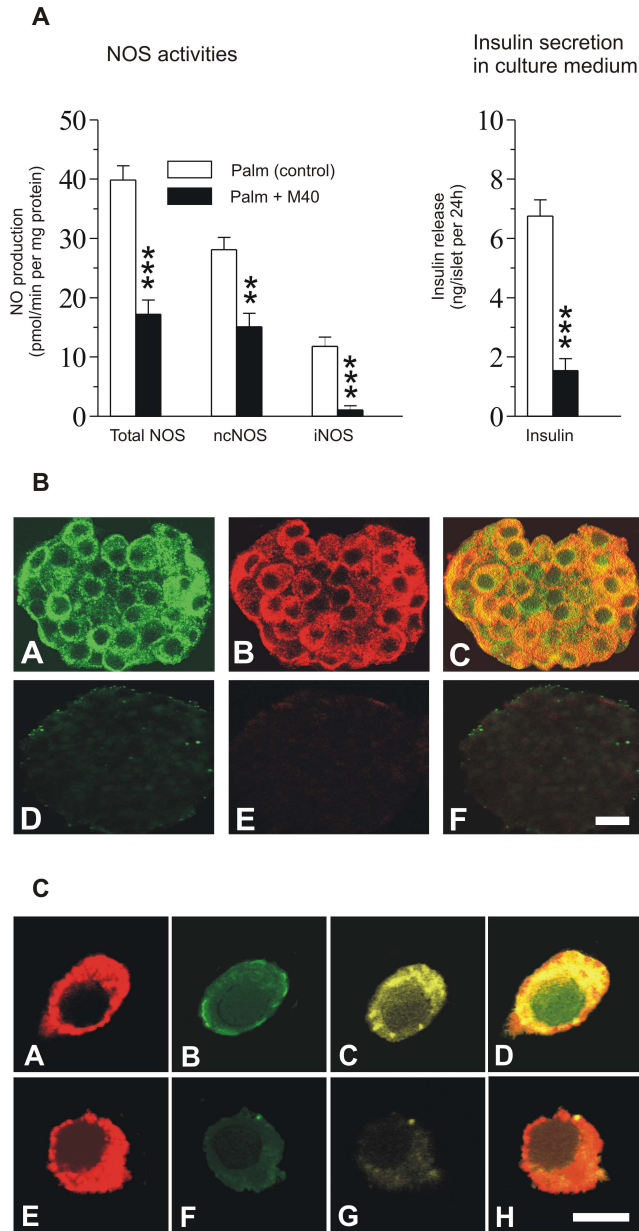 A
NOS activities
Insulin secretion
in culture medium
NO production
(pmol/min per mg protein)
50
40
30
20
10
0
Palm (control)
Palm + M40
***
**
***
Total NOS
ncNOS
iNOS
Insulin release
(ng/islet per 24h)
10
8
6
4
2
0
***
Insulin
B
A
B
C
D
E
F
C
A
B
C
D
E
F
G
H